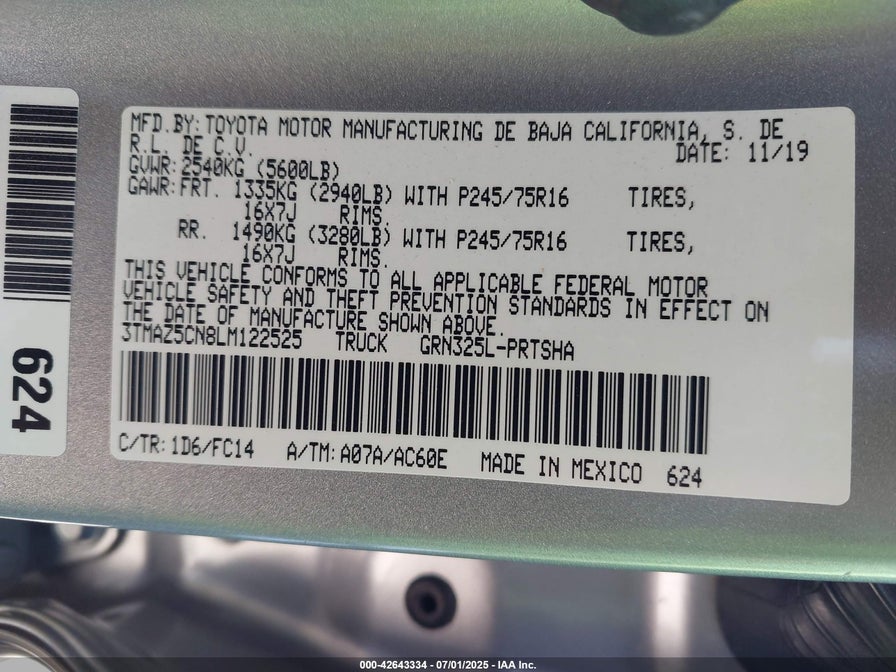 MFD.BY:TOYOTA MOTOR MANUFACTURING DE BAJA CALIFORNIA, S. DE
R.L. DE C.V.
DATE: 11/19
GVWR:2540KG (5600LB)
GAWR:FRT. 1335KG (2940LB) WITH P245/75R16 TIRES,
16X7J RIMS.
RR. 1490KG (3280LB) WITH P245/75R16 TIRES,
16X7J RIMS.
THIS VEHICLE CONFORMS TO ALL APPLICABLE FEDERAL MOTOR
VEHICLE SAFETY AND THEFT PREVENTION STANDARDS IN EFFECT ON
THE DATE OF MANUFACTURE SHOWN ABOVE.
3TMAZ5CN8LM122525 TRUCK GRN325L-PRTSHA
C/TR:1D6/FC14 A/TM:A07A/AC60E MADE IN MEXICO 624
624
000-42643334 - 07/01/2025 - IAA Inc.